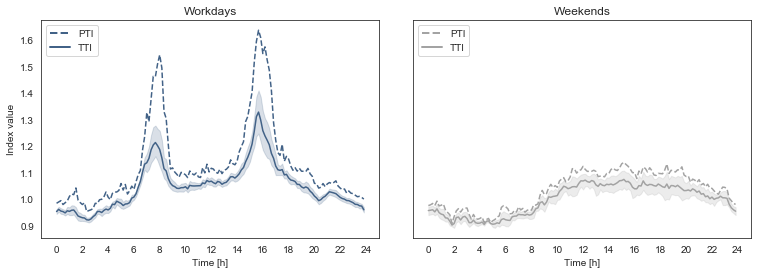 Workdays
PTI
TTI
Index value
1.6
1.5
1.4
1.3
1.2
1.1
1.0
0.9
0 2 4 6 8 10 12 14 16 18 20 22 24
Time [h]
Weekends
PTI
TTI
0 2 4 6 8 10 12 14 16 18 20 22 24
Time [h]